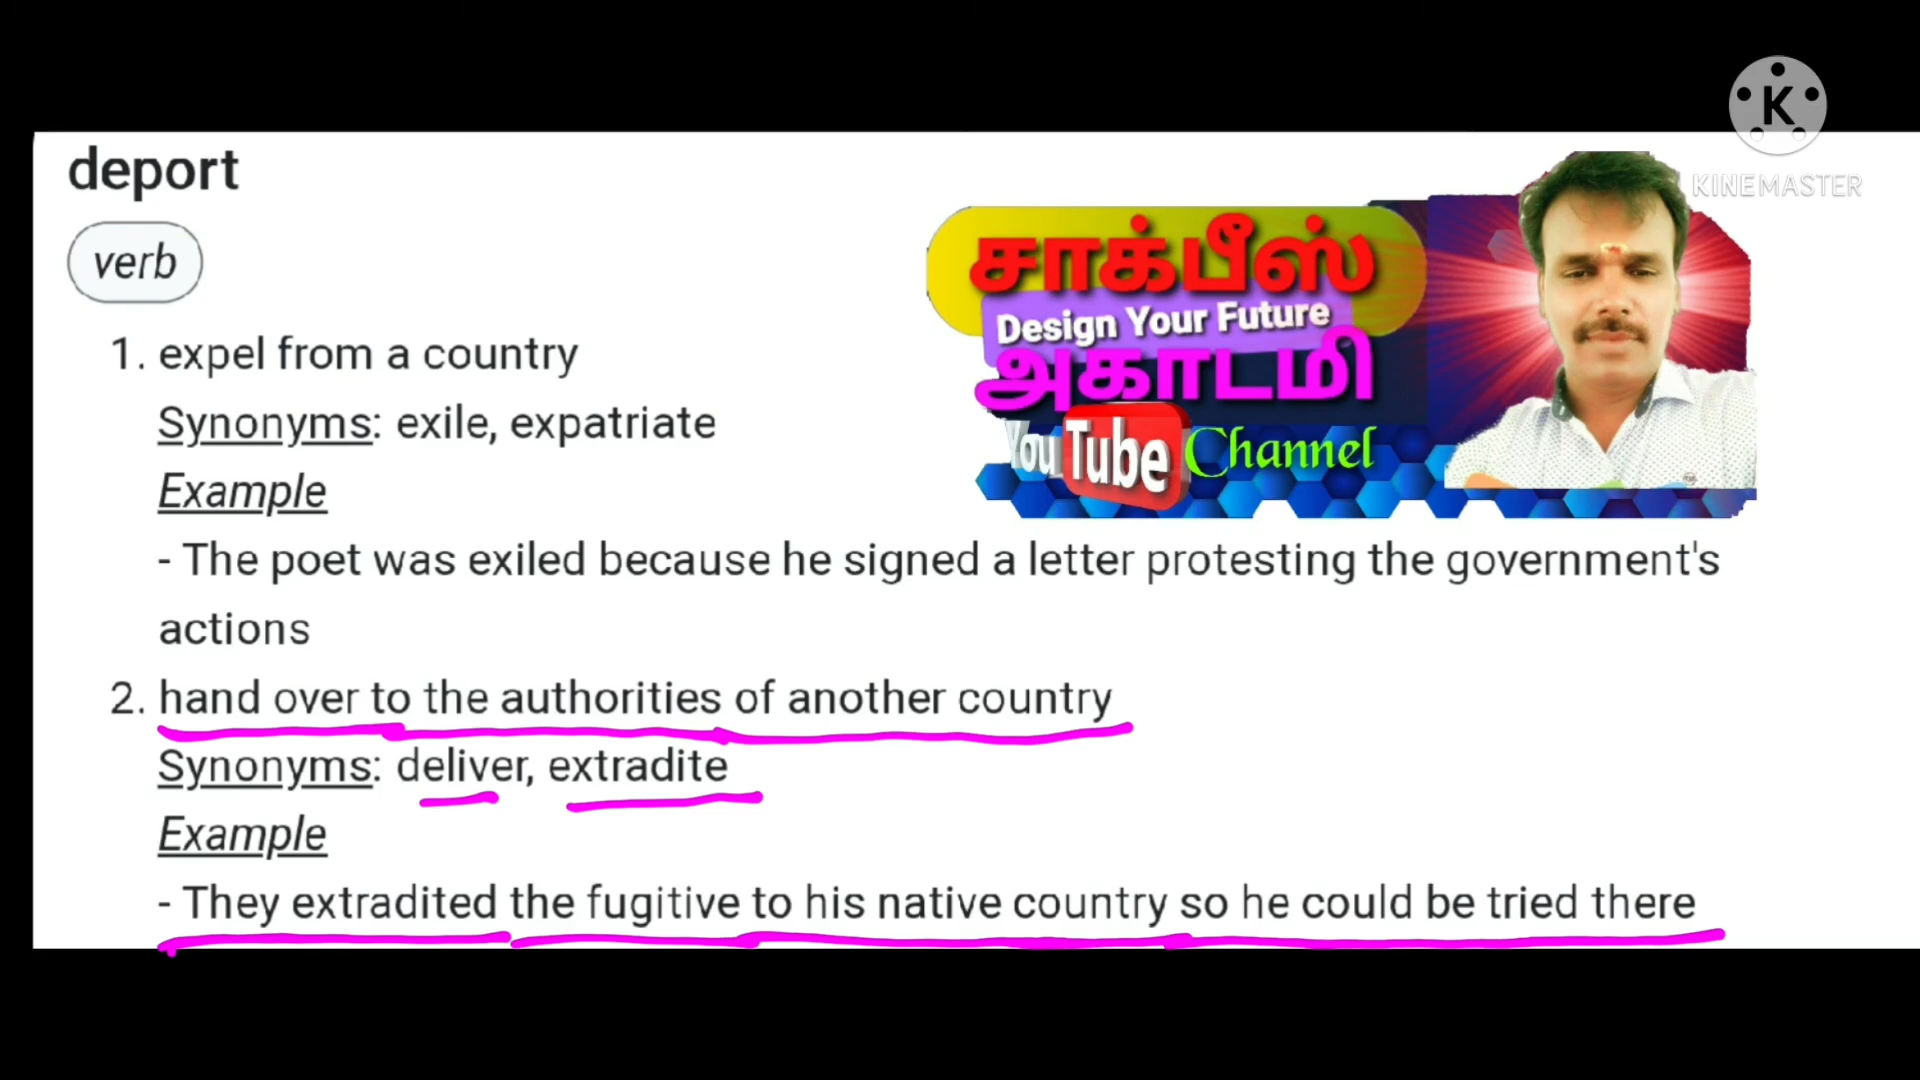 deport
verb
1. expel from a country
Synonyms: exile, expatriate
Example
- The poet was exiled because he signed a letter protesting the government's
actions
2. hand over to the authorities of another country
Synonyms: deliver, extradite
Example
- They extradited the fugitive to his native country so he could be tried there
சாக்பீஸ்
Design Your Future
அகாடமி
YouTube Channel
K
KINEMASTER